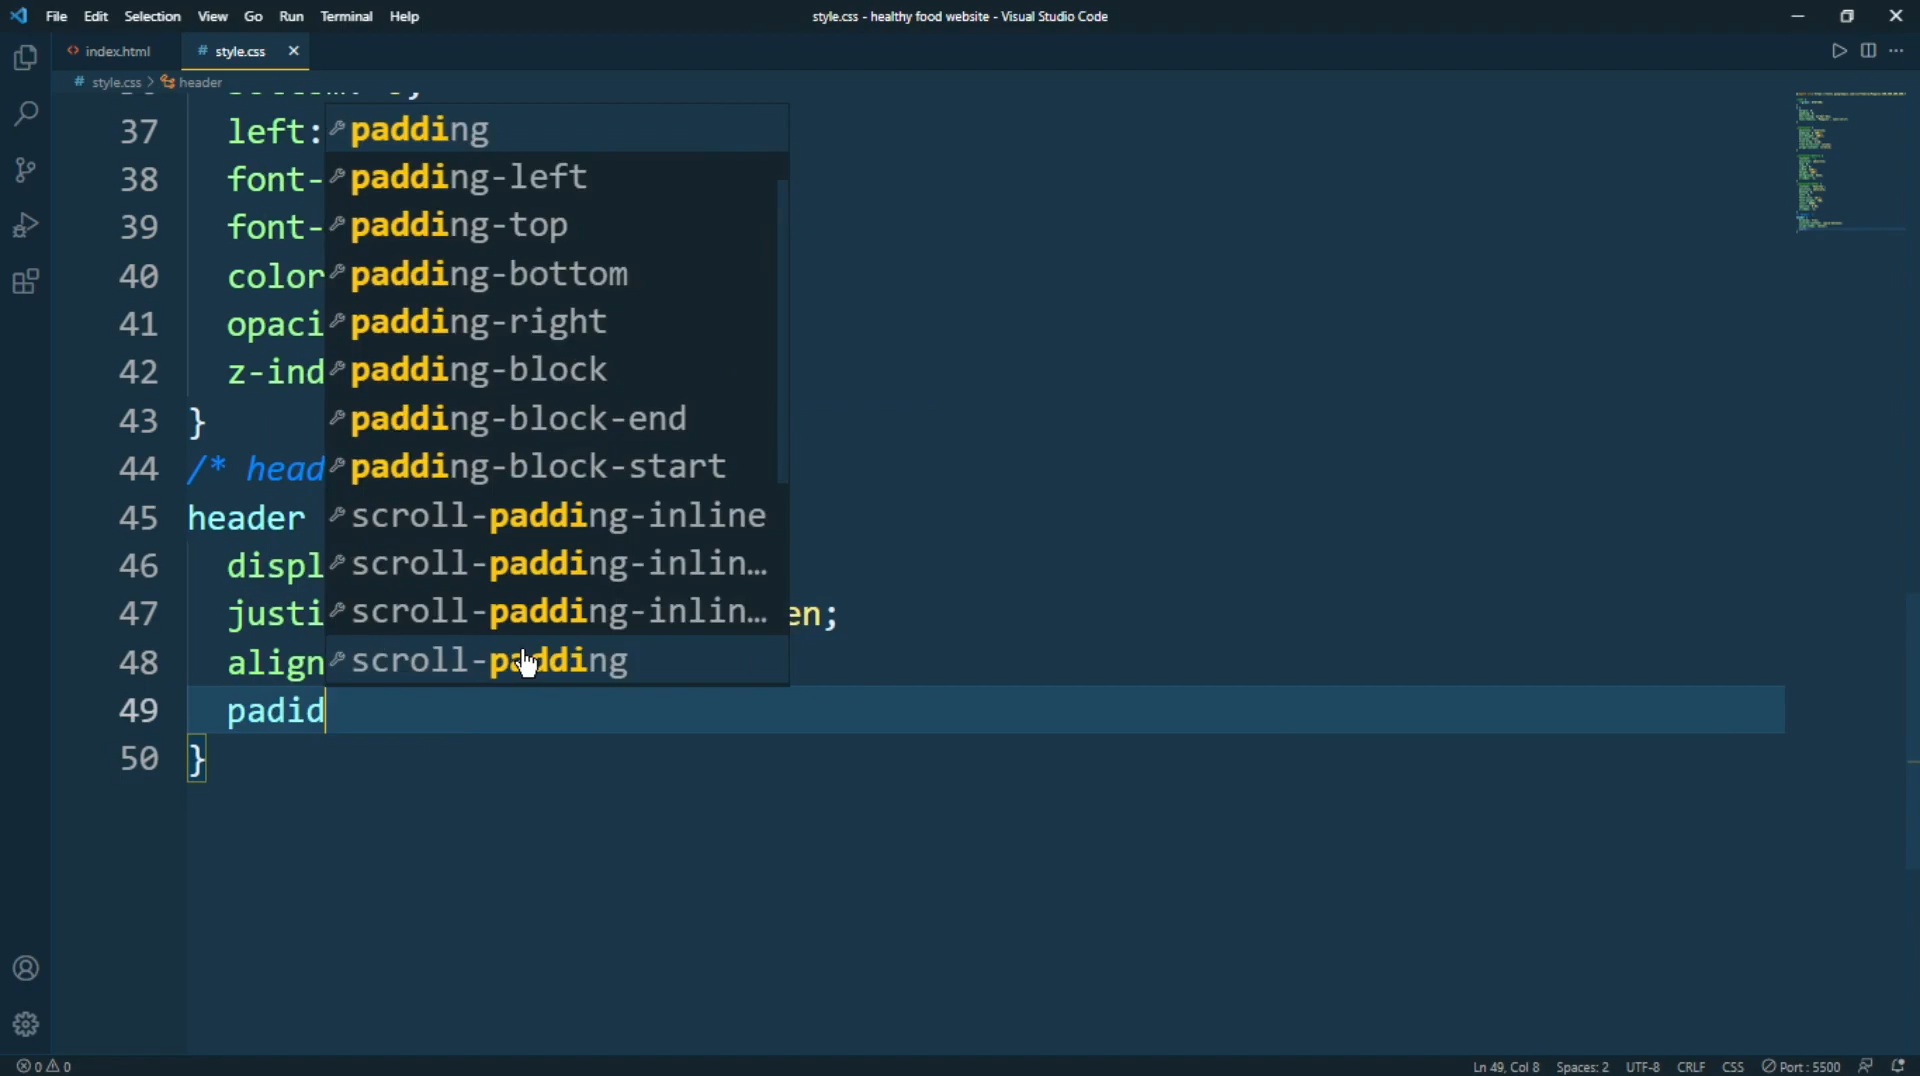 File Edit Selection View Go Run Terminal Help
style.css - healthy food website - Visual Studio Code
index.html
# style.css
# style.css > header
37 left:
padding
38 font-
padding-left
39 font-
padding-top
40 color
padding-bottom
41 opaci
padding-right
42 z-ind
padding-block
43 }
padding-block-end
44 /* head
padding-block-start
45 header
scroll-padding-inline
46 displ
scroll-padding-inlin…
47 justi
scroll-padding-inlin…
en;
48 align
scroll-padding
49 padid
50 }
0 0
Ln 49, Col 8 Spaces: 2 UTF-8 CRLF CSS Port : 5500